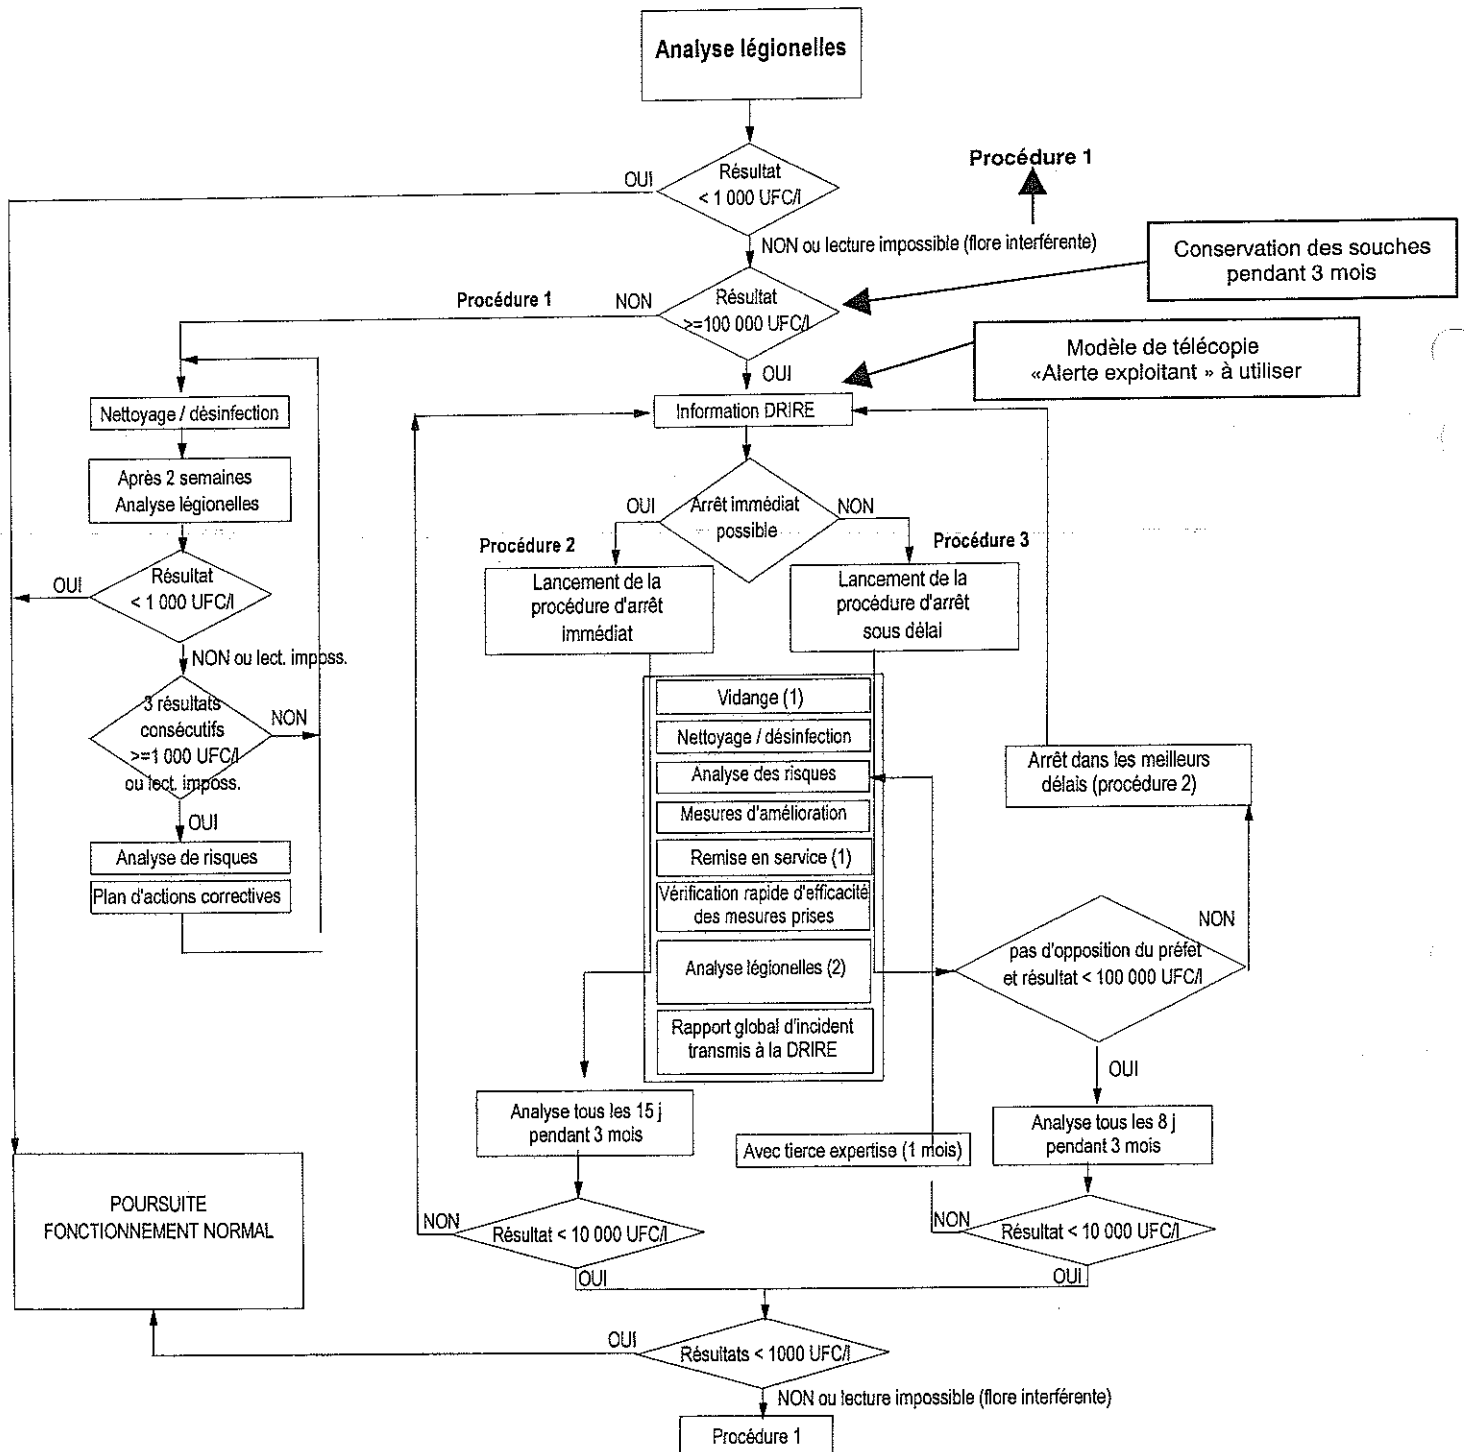 Analyse légionelles
Résultat
< 1 000 UFC/l
OUI
Procédure 1
NON ou lecture impossible (flore interférente)
Conservation des souches
pendant 3 mois
Procédure 1
NON
Résultat
>=100 000 UFC/l
Modèle de télécopie
«Alerte exploitant » à utiliser
OUI
Information DRIRE
Nettoyage / désinfection
Après 2 semaines
Analyse légionelles
OUI
Résultat
< 1 000 UFC/l
NON ou lect. imposs.
3 résultats
consécutifs
>=1 000 UFC/l
ou lect. imposs.
NON
OUI
Analyse de risques
Plan d'actions correctives
OUI
Arrêt immédiat
possible
NON
Procédure 2
Procédure 3
Lancement de la
procédure d'arrêt
immédiat
Lancement de la
procédure d'arrêt
sous délai
Vidange (1)
Nettoyage / désinfection
Analyse des risques
Mesures d'amélioration
Remise en service (1)
Vérification rapide d'efficacité
des mesures prises
Analyse légionelles (2)
Rapport global d'incident
transmis à la DRIRE
Arrêt dans les meilleurs
délais (procédure 2)
NON
pas d'opposition du préfet
et résultat < 100 000 UFC/l
OUI
Analyse tous les 15 j
pendant 3 mois
Avec tierce expertise (1 mois)
Analyse tous les 8 j
pendant 3 mois
POURSUITE
FONCTIONNEMENT NORMAL
NON
Résultat < 10 000 UFC/l
NON
Résultat < 10 000 UFC/l
OUI
OUI
OUI
Résultats < 1000 UFC/l
NON ou lecture impossible (flore interférente)
Procédure 1